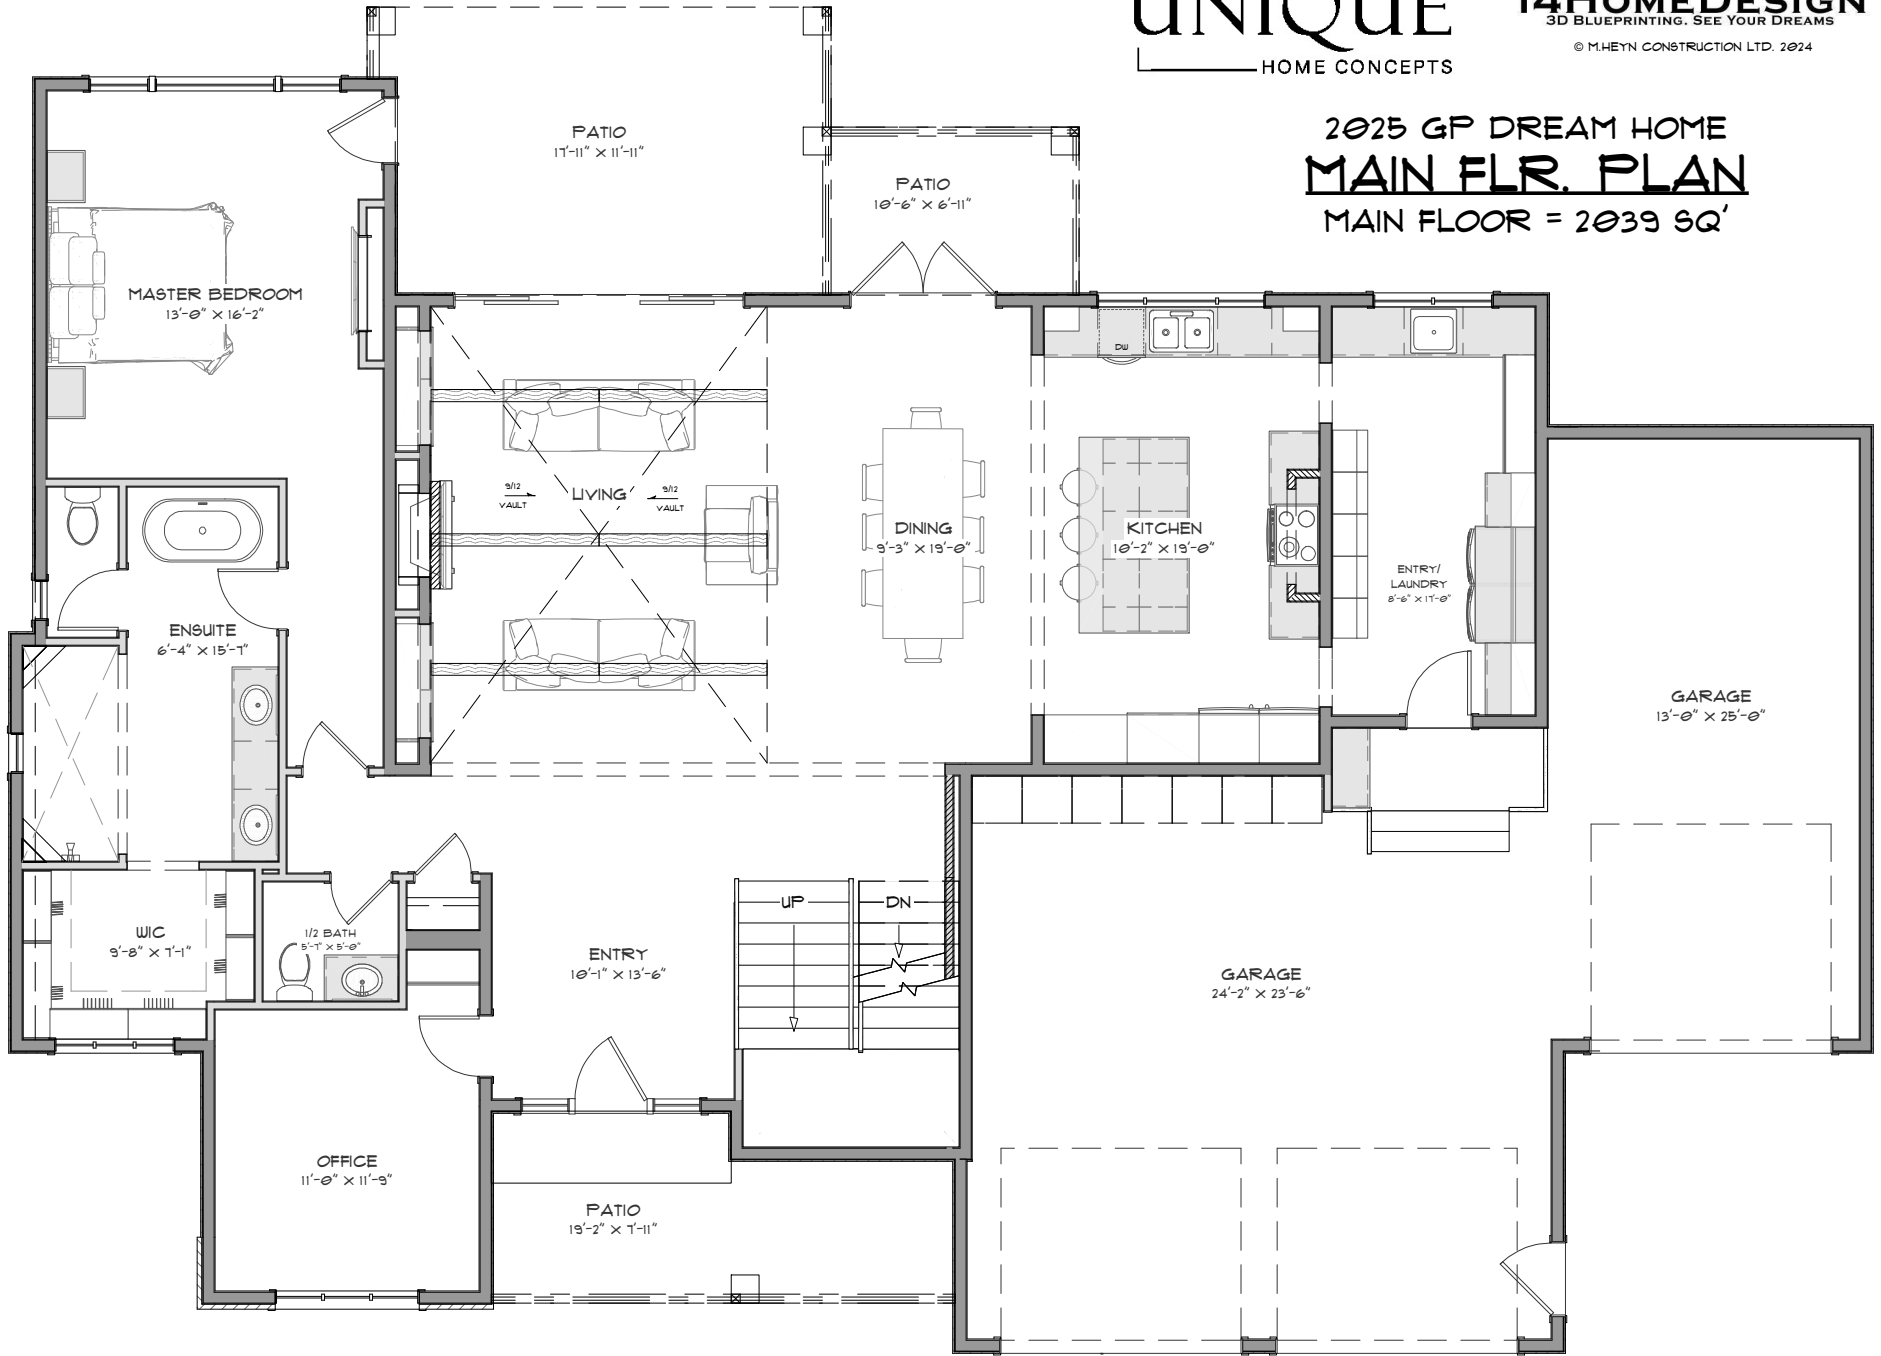 UNIQUE
HOME CONCEPTS
14HOMEDESIGN
3D BLUEPRINTING. SEE YOUR DREAMS
© M.HEYN CONSTRUCTION LTD. 2024
2025 GP DREAM HOME
MAIN FLR. PLAN
MAIN FLOOR = 2039 SQ'
PATIO
17'-11" X 11'-11"
PATIO
10'-6" X 6'-11"
MASTER BEDROOM
13'-0" X 16'-2"
DW
9/12
VAULT
LIVING
9/12
VAULT
DINING
9'-3" X 19'-0"
KITCHEN
10'-2" X 19'-0"
ENTRY/
LAUNDRY
8'-6" X 17'-0"
ENSUITE
6'-4" X 15'-7"
GARAGE
13'-0" X 25'-0"
UP
DN
WIC
9'-8" X 7'-1"
1/2 BATH
5'-7" X 5'-0"
ENTRY
10'-1" X 13'-6"
GARAGE
24'-2" X 23'-6"
OFFICE
11'-0" X 11'-9"
PATIO
19'-2" X 7'-11"